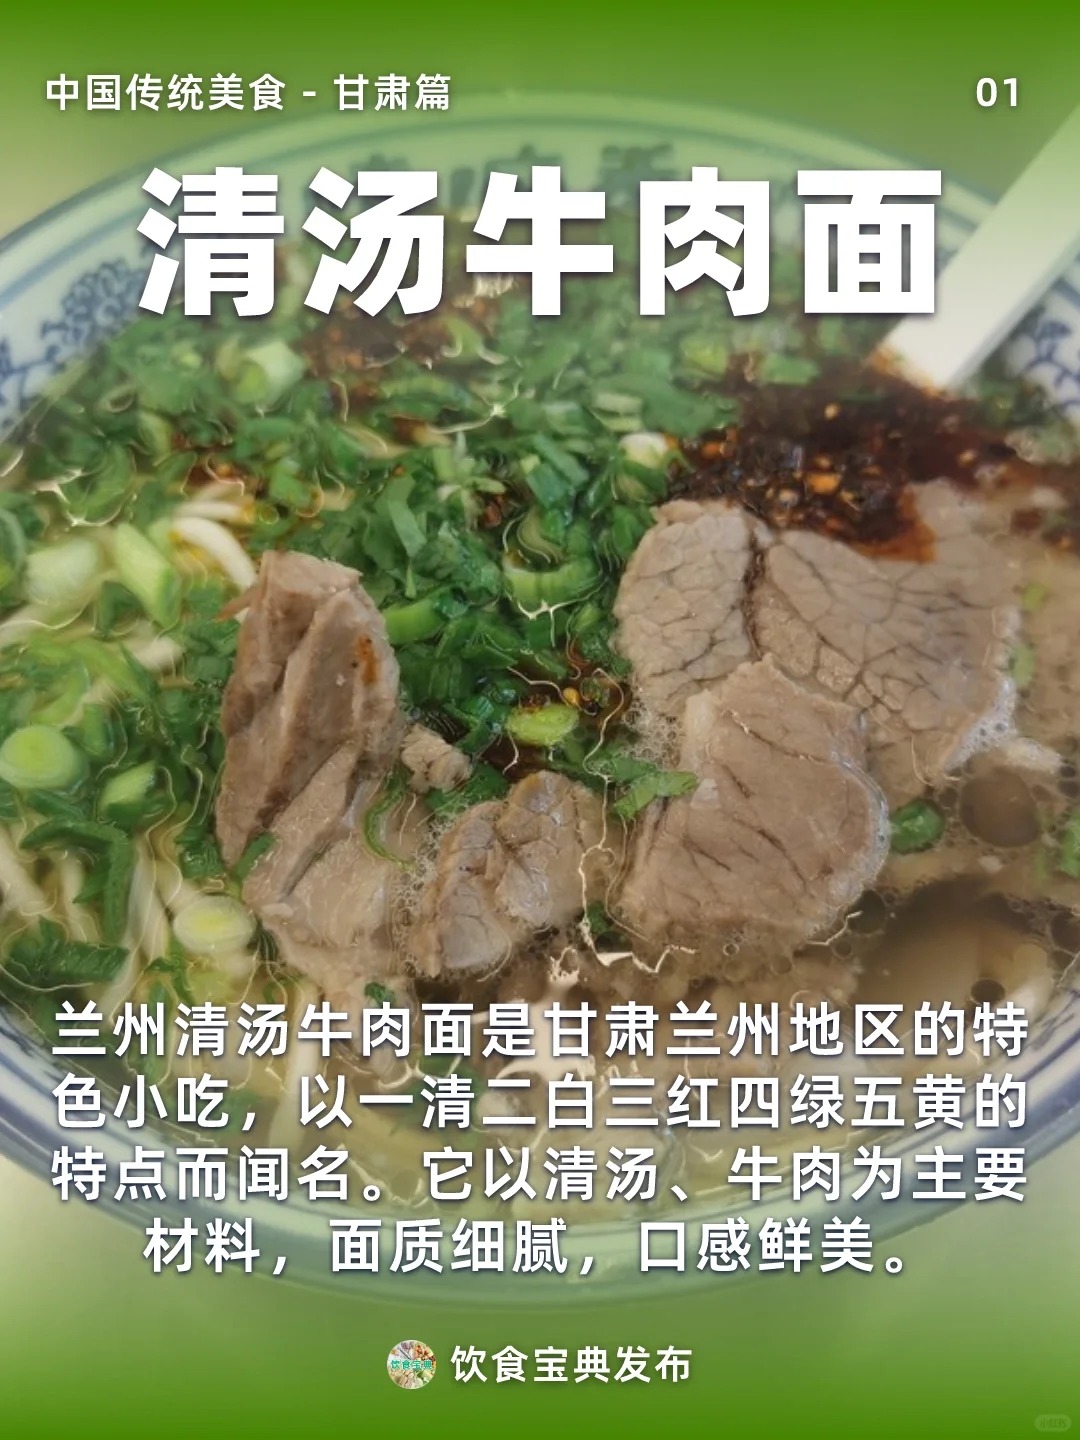 中国传统美食 - 甘肃篇
01
清汤牛肉面
兰州清汤牛肉面是甘肃兰州地区的特
色小吃，以一清二白三红四绿五黄的
特点而闻名。它以清汤、牛肉为主要
材料，面质细腻，口感鲜美。
饮食宝典
饮食宝典发布